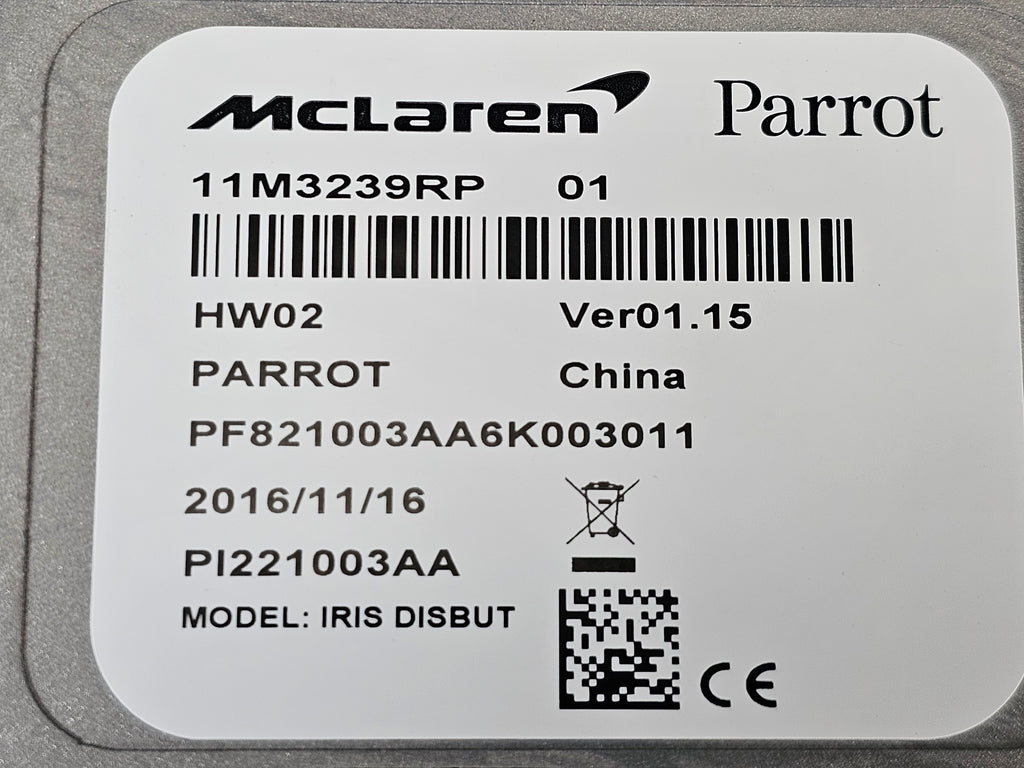 McLaren Parrot
11M3239RP 01
HW02 Ver01.15
PARROT China
PF821003AA6K003011
2016/11/16
PI221003AA
MODEL: IRIS DISBUT
CE